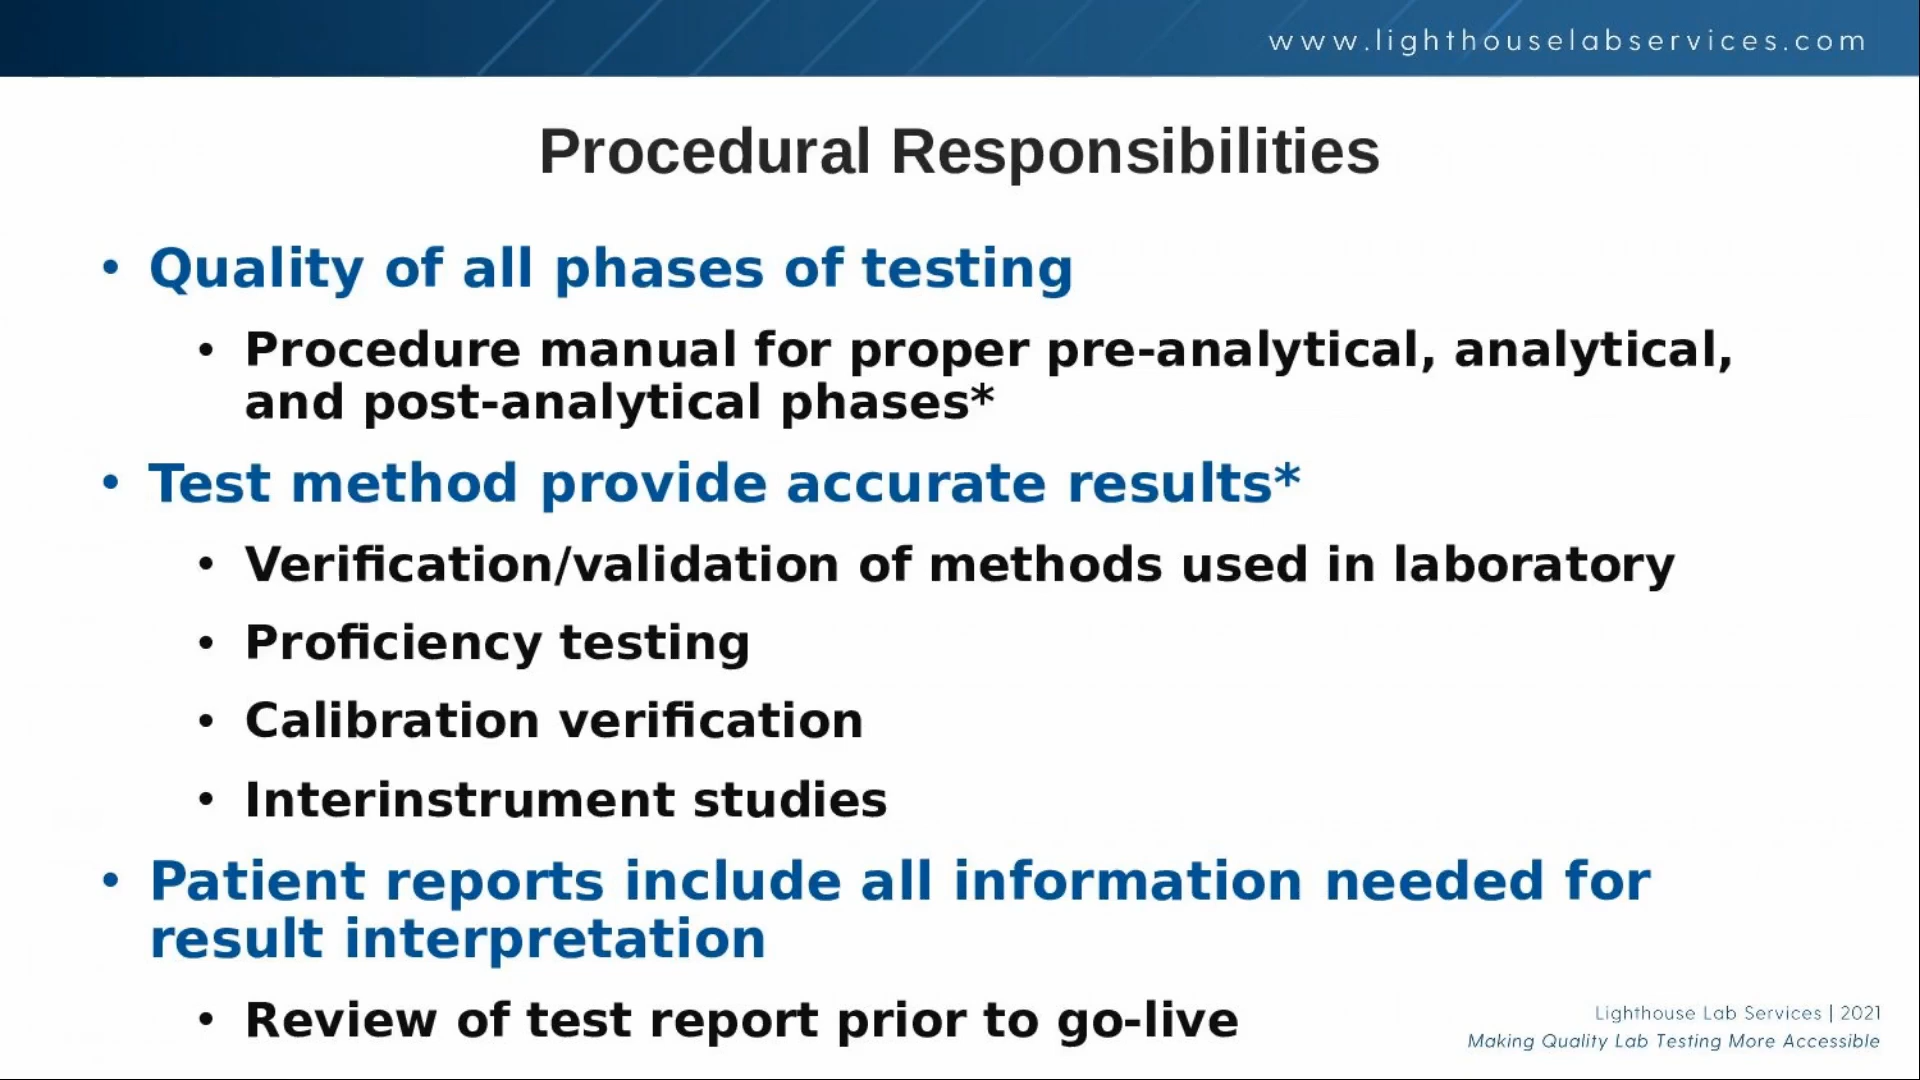 www.lighthouselabservices.com
Procedural Responsibilities
• Quality of all phases of testing
• Procedure manual for proper pre-analytical, analytical,
and post-analytical phases*
• Test method provide accurate results*
• Verification/validation of methods used in laboratory
• Proficiency testing
• Calibration verification
• Interinstrument studies
• Patient reports include all information needed for
result interpretation
• Review of test report prior to go-live
Lighthouse Lab Services | 2021
Making Quality Lab Testing More Accessible